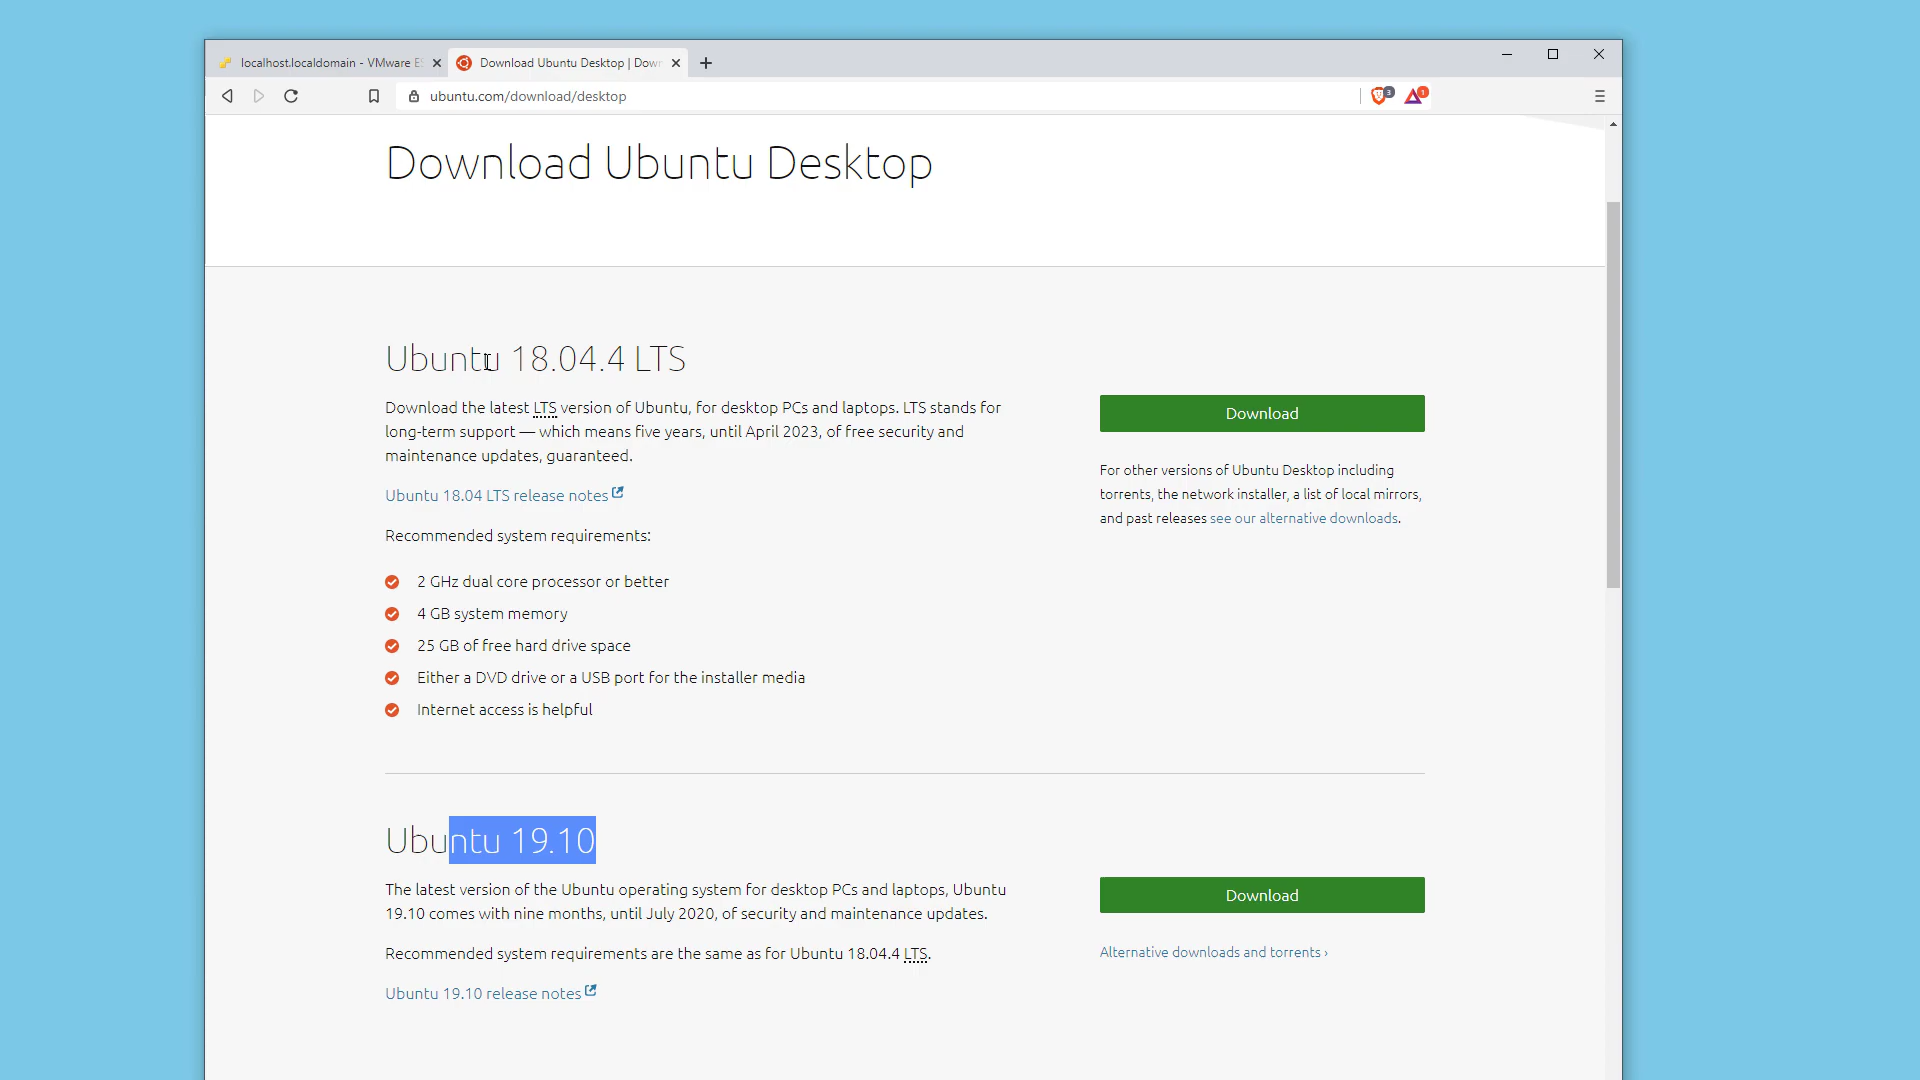 localhost.localdomain - VMware ES
Download Ubuntu Desktop | Down
ubuntu.com/download/desktop
3
1
Download Ubuntu Desktop
Ubuntu 18.04.4 LTS
Download the latest LTS version of Ubuntu, for desktop PCs and laptops. LTS stands for
long-term support — which means five years, until April 2023, of free security and
maintenance updates, guaranteed.
Ubuntu 18.04 LTS release notes
Recommended system requirements:
2 GHz dual core processor or better
4 GB system memory
25 GB of free hard drive space
Either a DVD drive or a USB port for the installer media
Internet access is helpful
Download
For other versions of Ubuntu Desktop including
torrents, the network installer, a list of local mirrors,
and past releases see our alternative downloads.
Ubuntu 19.10
The latest version of the Ubuntu operating system for desktop PCs and laptops, Ubuntu
19.10 comes with nine months, until July 2020, of security and maintenance updates.
Recommended system requirements are the same as for Ubuntu 18.04.4 LTS.
Ubuntu 19.10 release notes
Download
Alternative downloads and torrents ›